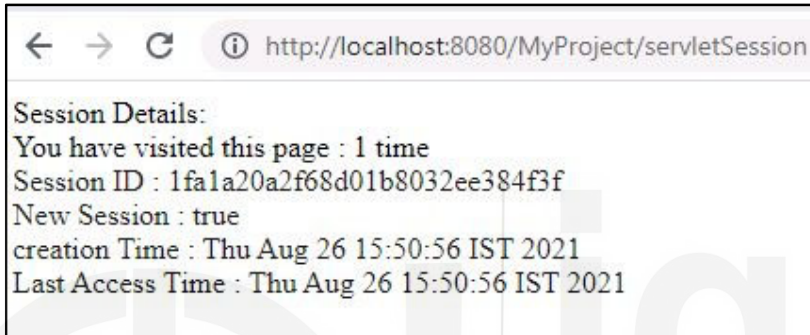 http://localhost:8080/MyProject/servletSession
Session Details:
You have visited this page : 1 time
Session ID : 1fa1a20a2f68d01b8032ee384f3f
New Session : true
creation Time : Thu Aug 26 15:50:56 IST 2021
Last Access Time : Thu Aug 26 15:50:56 IST 2021